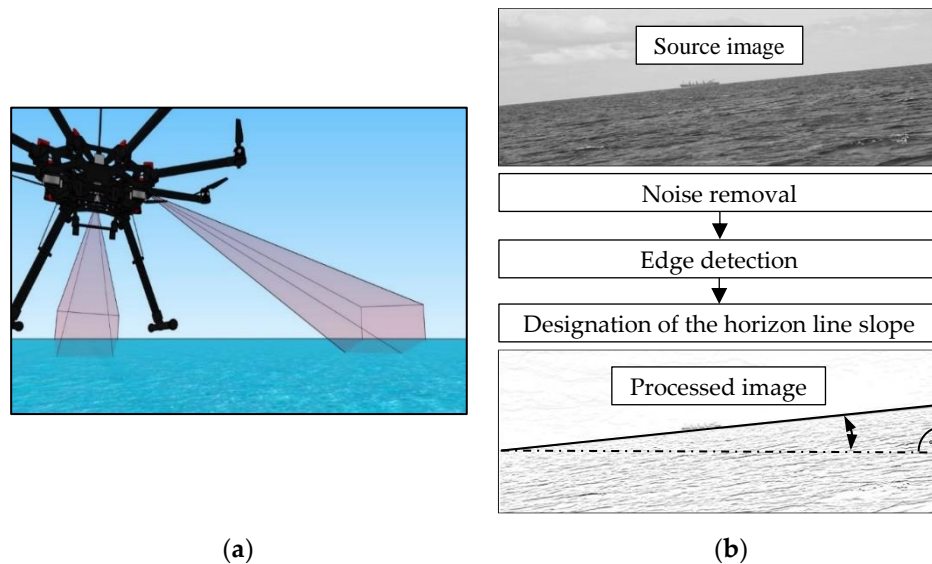 Source image
Noise removal
Edge detection
Designation of the horizon line slope
Processed image
(a)
(b)